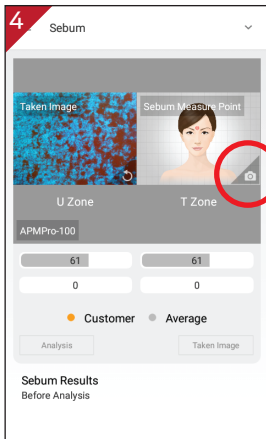 4
Sebum
Taken Image
Sebum Measure Point
U Zone
T Zone
APMPro-100
61
61
0
0
Customer
Average
Analysis
Taken Image
Sebum Results
Before Analysis